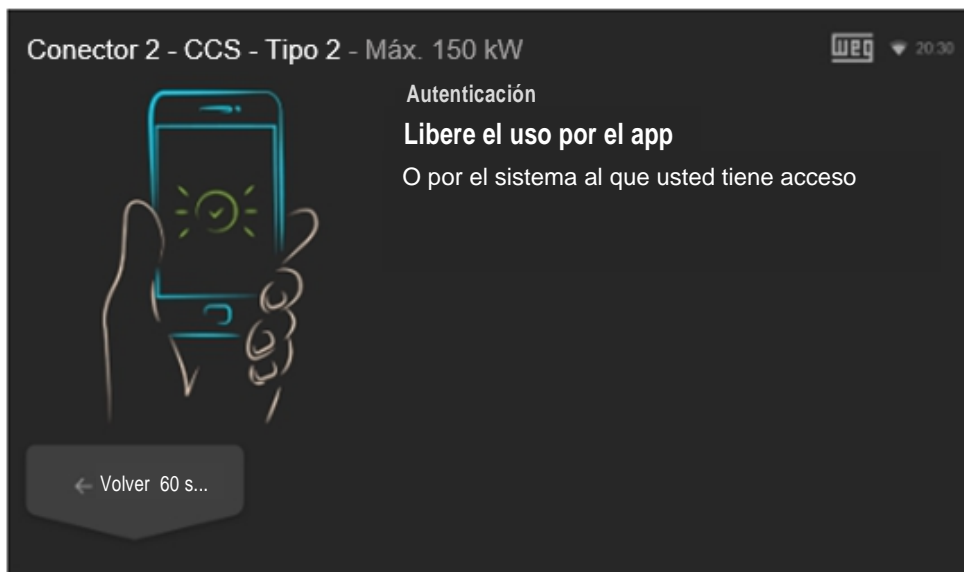 Conector 2 - CCS - Tipo 2 - Máx. 150 kW
weg 20:30
Autenticación
Libere el uso por el app
O por el sistema al que usted tiene acceso
← Volver 60 s...